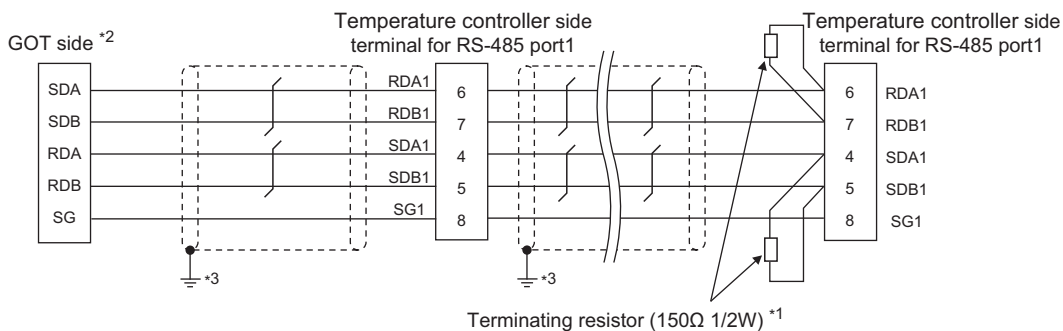 GOT side *2
SDA
SDB
RDA
RDB
SG
*3
Temperature controller side
terminal for RS-485 port1
RDA1 6
RDB1 7
SDA1 4
SDB1 5
SG1 8
*3
Temperature controller side
terminal for RS-485 port1
6 RDA1
7 RDB1
4 SDA1
5 SDB1
8 SG1
Terminating resistor (150Ω 1/2W) *1